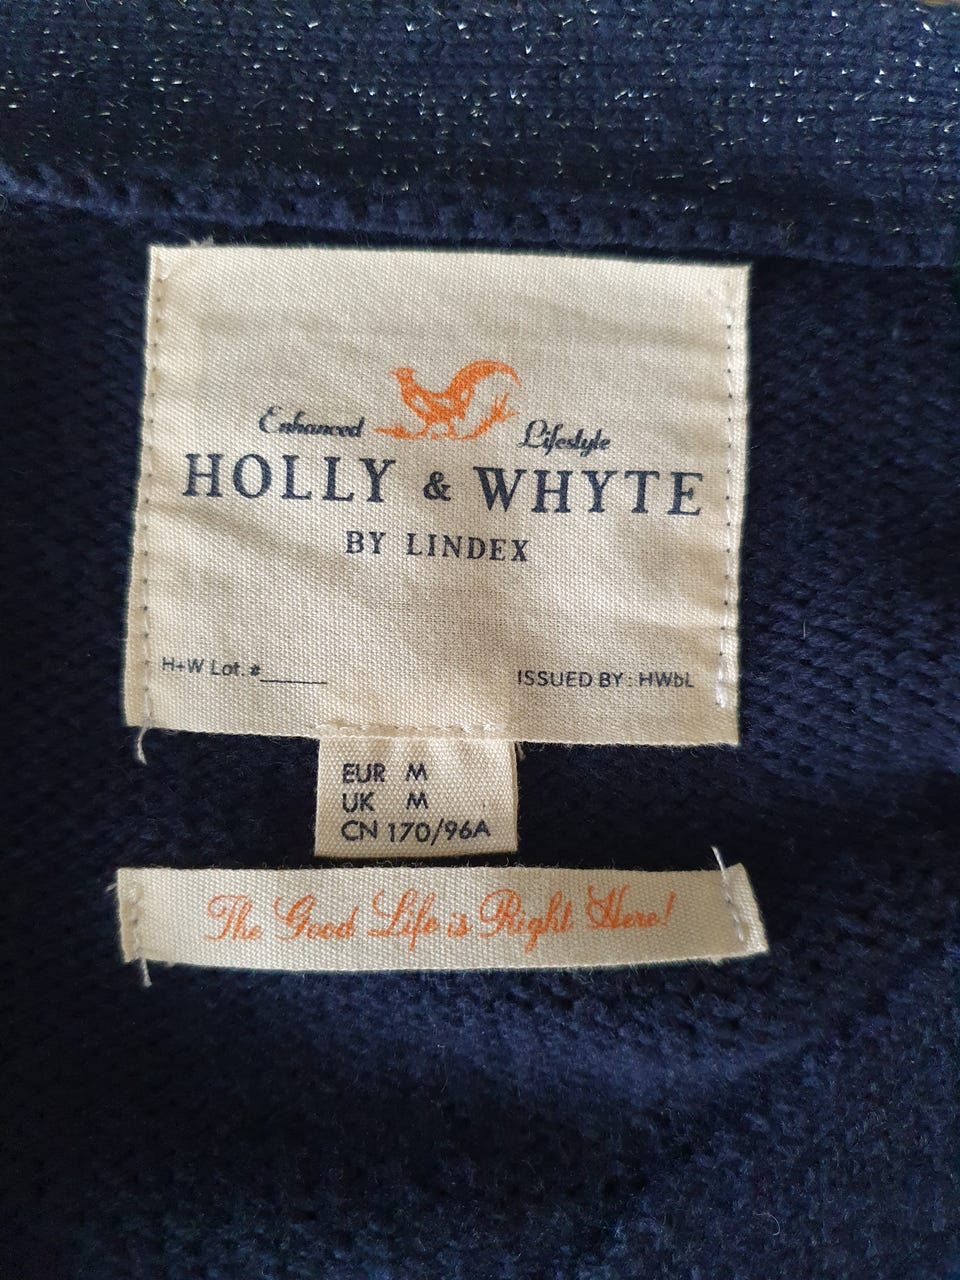 Enhanced Lifestyle
HOLLY & WHYTE
BY LINDEX
H+W Lot. #______ ISSUED BY: HWbL
EUR M
UK M
CN 170/96A
The Good Life is Right Here!